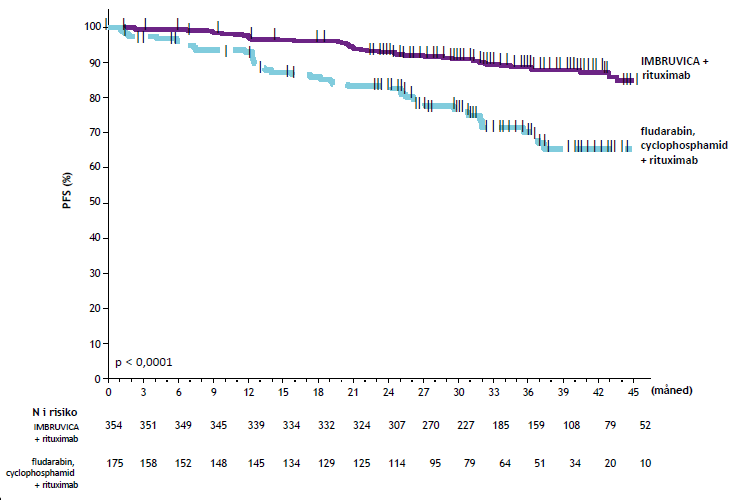 100
90
80
70
60
50
40
30
20
10
0
PFS (%)
IMBRUVICA +
rituximab
fludarabin,
cyclophosphamid
+ rituximab
p < 0,0001
0 3 6 9 12 15 18 21 24 27 30 33 36 39 42 45 (måned)
N i risiko
IMBRUVICA
+ rituximab
354 351 349 345 339 334 332 324 307 270 227 185 159 108 79 52
fludarabin,
cyclophosphamid
+ rituximab
175 158 152 148 145 134 129 125 114 95 79 64 51 34 20 10